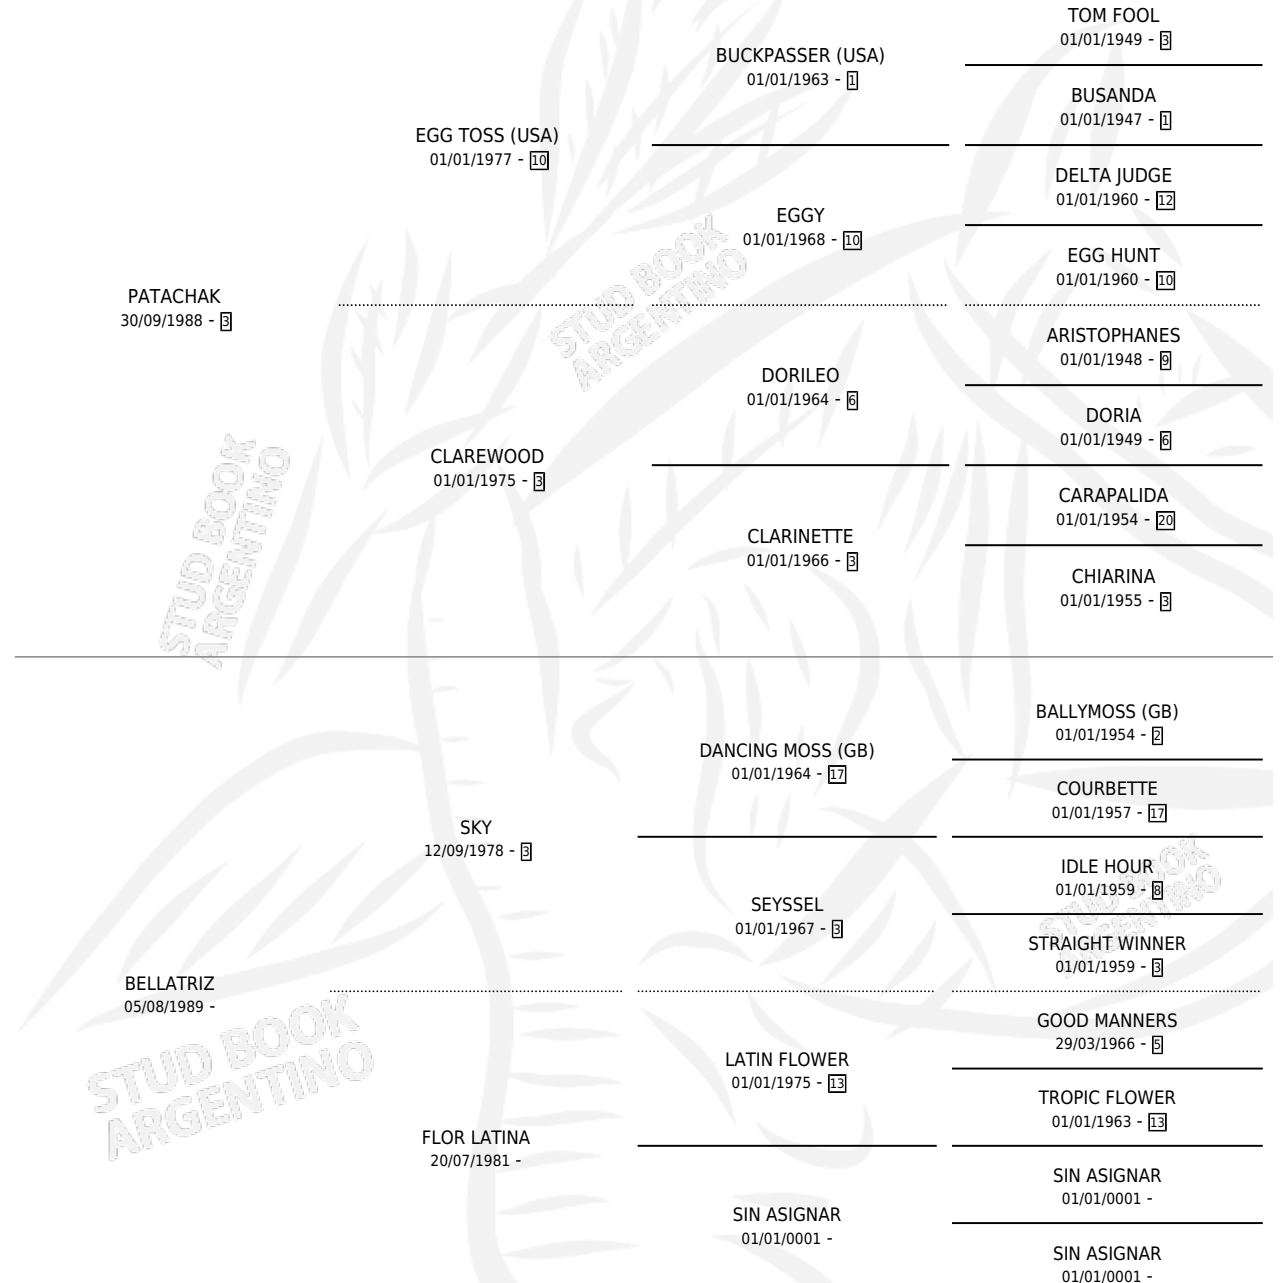 TOM FOOL
01/01/1949 - 3
BUCKPASSER (USA)
01/01/1963 - 1
BUSANDA
01/01/1947 - 1
EGG TOSS (USA)
01/01/1977 - 10
DELTA JUDGE
01/01/1960 - 12
EGGY
01/01/1968 - 10
EGG HUNT
01/01/1960 - 10
PATACHAK
30/09/1988 - 3
STUD BOOK
ARGENTINO
ARISTOPHANES
01/01/1948 - 9
DORILEO
01/01/1964 - 6
DORIA
01/01/1949 - 6
CLAREWOOD
01/01/1975 - 3
CARAPALIDA
01/01/1954 - 20
CLARINETTE
01/01/1966 - 3
CHIARINA
01/01/1955 - 3
STUD BOOK
ARGENTINO
BALLYMOSS (GB)
01/01/1954 - 2
DANCING MOSS (GB)
01/01/1964 - 17
COURBETTE
01/01/1957 - 17
SKY
12/09/1978 - 3
IDLE HOUR
01/01/1959 - 8
SEYSSEL
01/01/1967 - 3
STRAIGHT WINNER
01/01/1959 - 3
STUD BOOK
ARGENTINO
BELLATRIZ
05/08/1989 -
GOOD MANNERS
29/03/1966 - 5
LATIN FLOWER
01/01/1975 - 13
TROPIC FLOWER
01/01/1963 - 13
STUD BOOK
ARGENTINO
FLOR LATINA
20/07/1981 -
SIN ASIGNAR
01/01/0001 -
SIN ASIGNAR
01/01/0001 -
SIN ASIGNAR
01/01/0001 -